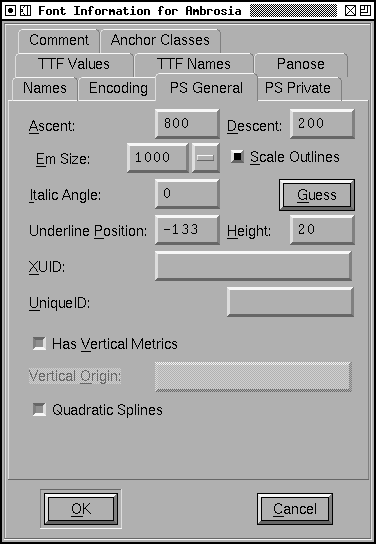 Font Information for Ambrosia
Comment Anchor Classes
TTF Values TTF Names Panose
Names Encoding PS General PS Private
Ascent: 800 Descent: 200
Em Size: 1000 Scale Outlines
Italic Angle: 0 Guess
Underline Position: -133 Height: 20
XUID:
UniqueID:
Has Vertical Metrics
Vertical Origin:
Quadratic Splines
OK Cancel